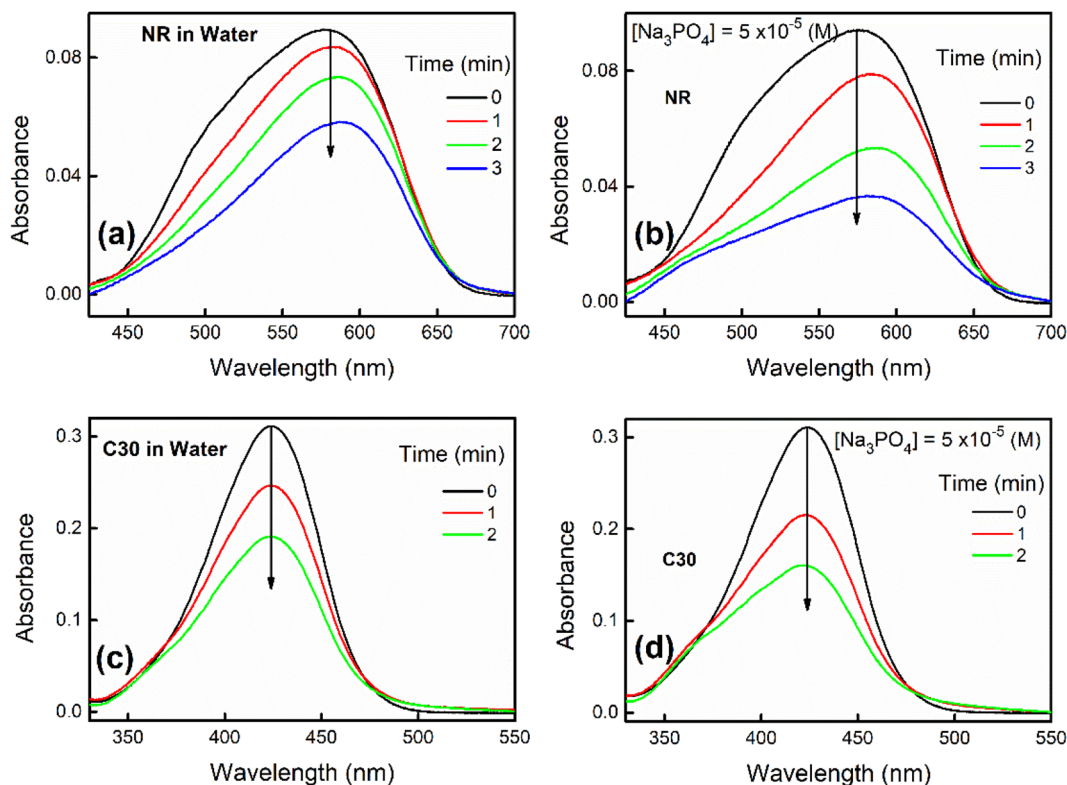 NR in Water
Time (min)
0
1
2
3
(a)
0.08
0.04
0.00
Absorbance
450 500 550 600 650 700
Wavelength (nm)
[Na₃PO₄] = 5 x10⁻⁵ (M)
Time (min)
NR
0
1
2
3
(b)
0.08
0.04
0.00
Absorbance
450 500 550 600 650 700
Wavelength (nm)
C30 in Water
Time (min)
0
1
2
(c)
0.3
0.2
0.1
0.0
Absorbance
350 400 450 500 550
Wavelength (nm)
[Na₃PO₄] = 5 x10⁻⁵ (M)
Time (min)
0
1
2
C30
(d)
0.3
0.2
0.1
0.0
Absorbance
350 400 450 500 550
Wavelength (nm)